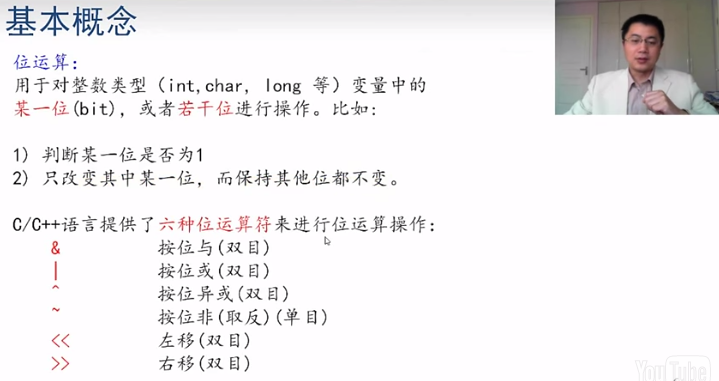 基本概念
位运算：
用于对整数类型（int,char, long 等）变量中的
某一位(bit)，或者若干位进行操作。比如:
1) 判断某一位是否为1
2) 只改变其中某一位，而保持其他位都不变。
C/C++语言提供了六种位运算符来进行位运算操作:
& 按位与(双目)
| 按位或(双目)
^ 按位异或(双目)
~ 按位非(取反)(单目)
<< 左移(双目)
>> 右移(双目)
YouTube